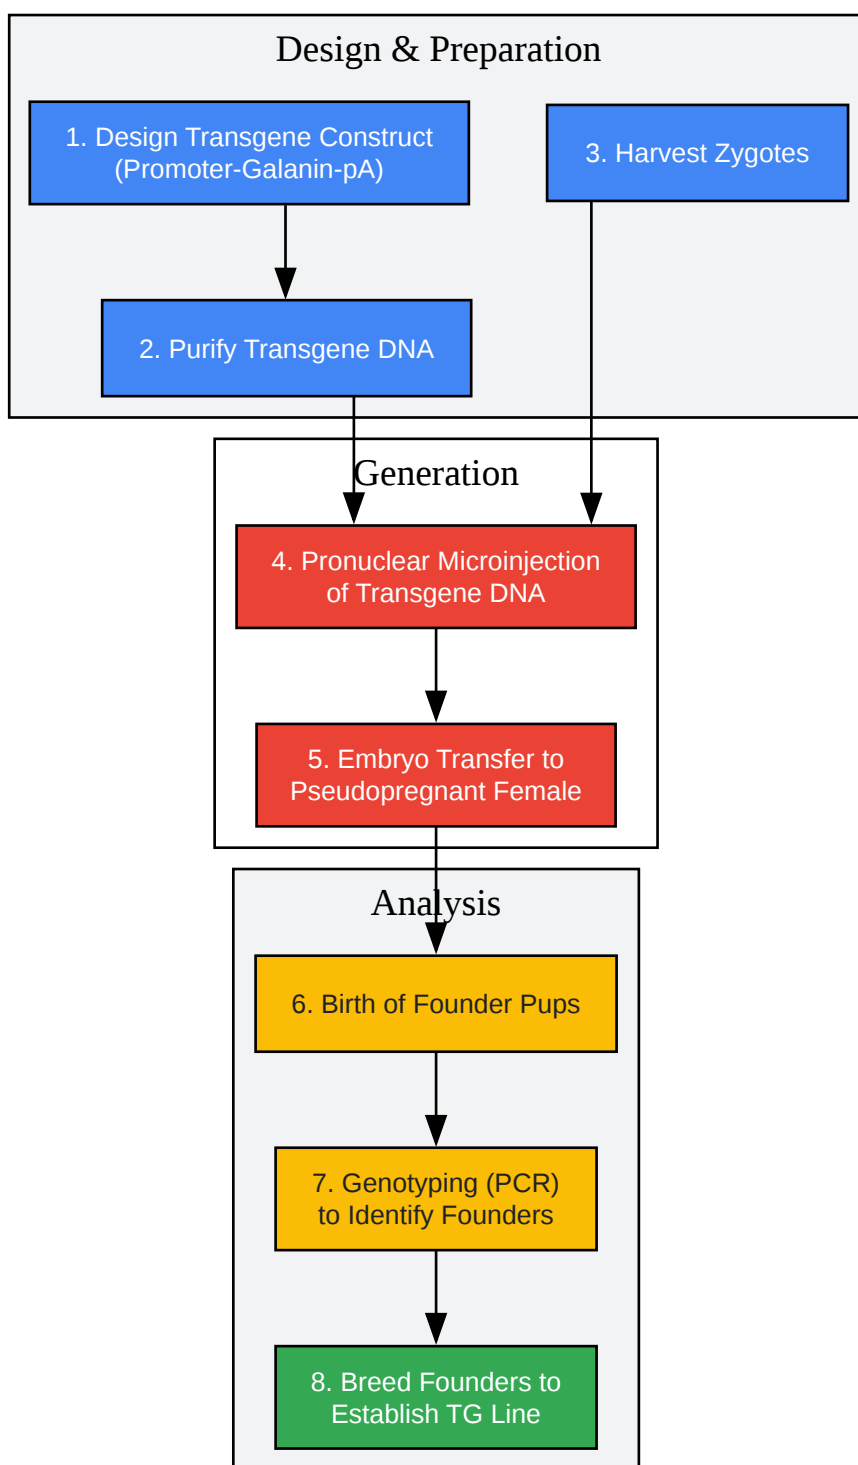 Design & Preparation
1. Design Transgene Construct
(Promoter-Galanin-pA)
3. Harvest Zygotes
2. Purify Transgene DNA
Generation
4. Pronuclear Microinjection
of Transgene DNA
5. Embryo Transfer to
Pseudopregnant Female
Analysis
6. Birth of Founder Pups
7. Genotyping (PCR)
to Identify Founders
8. Breed Founders to
Establish TG Line